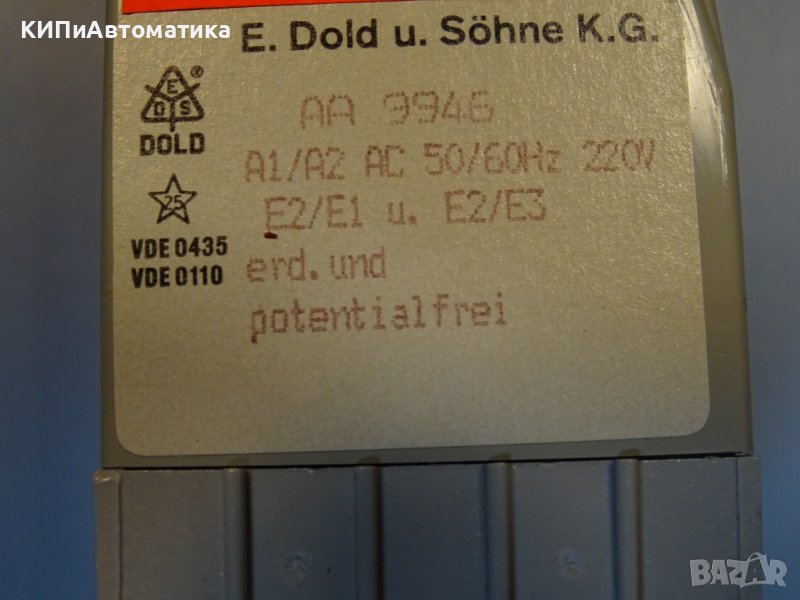 КИПиАвтоматика
E. Dold u. Söhne K.G.
E
D S
®
DOLD
AA 9946
A1/A2 AC 50/60Hz 220V
25
E2/E1 u. E2/E3
VDE 0435
VDE 0110
erd. und
potentialfrei
BAZAR